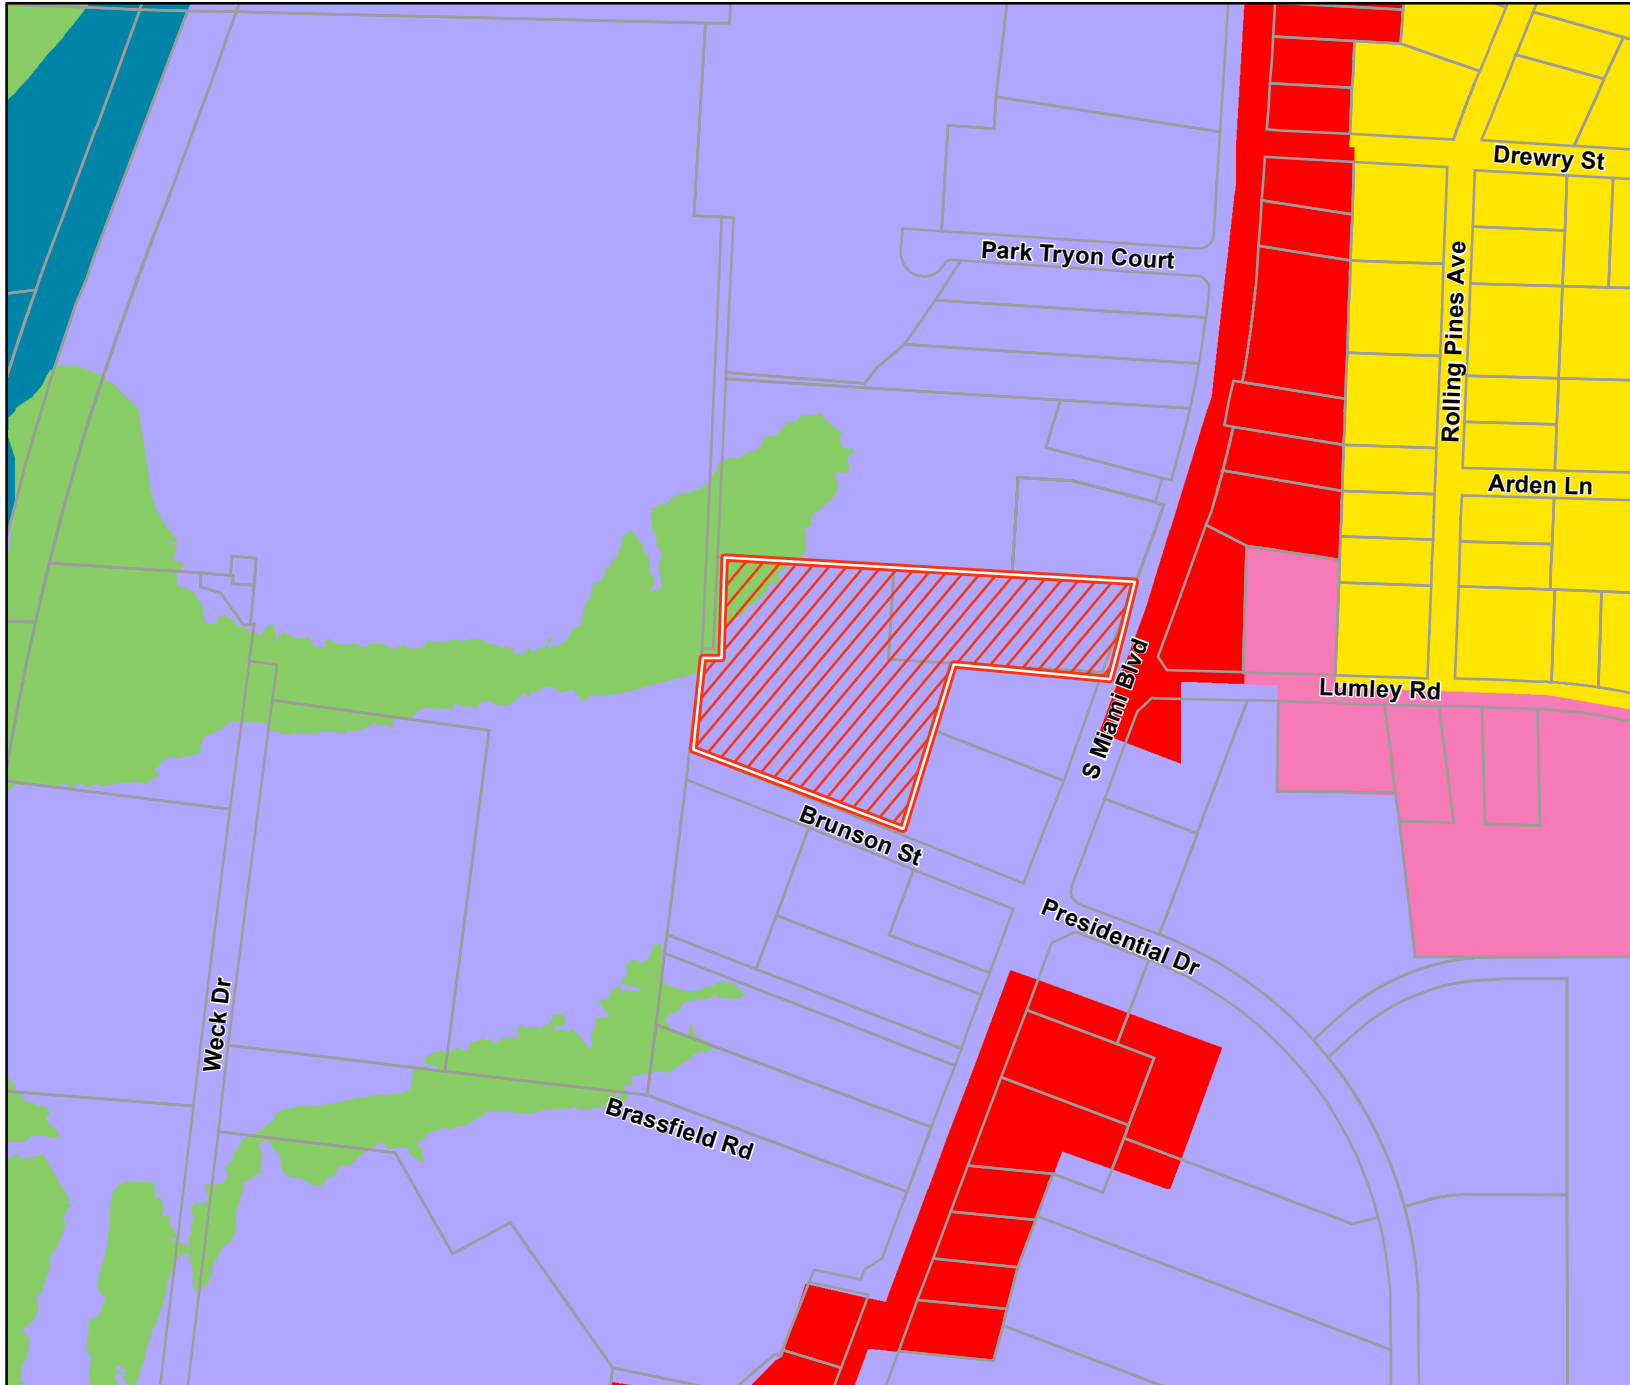 Drewry St
Park Tryon Court
Rolling Pines Ave
Arden Ln
S Miami Blvd
Lumley Rd
Brunson St
Presidential Dr
Weck Dr
Brassfield Rd